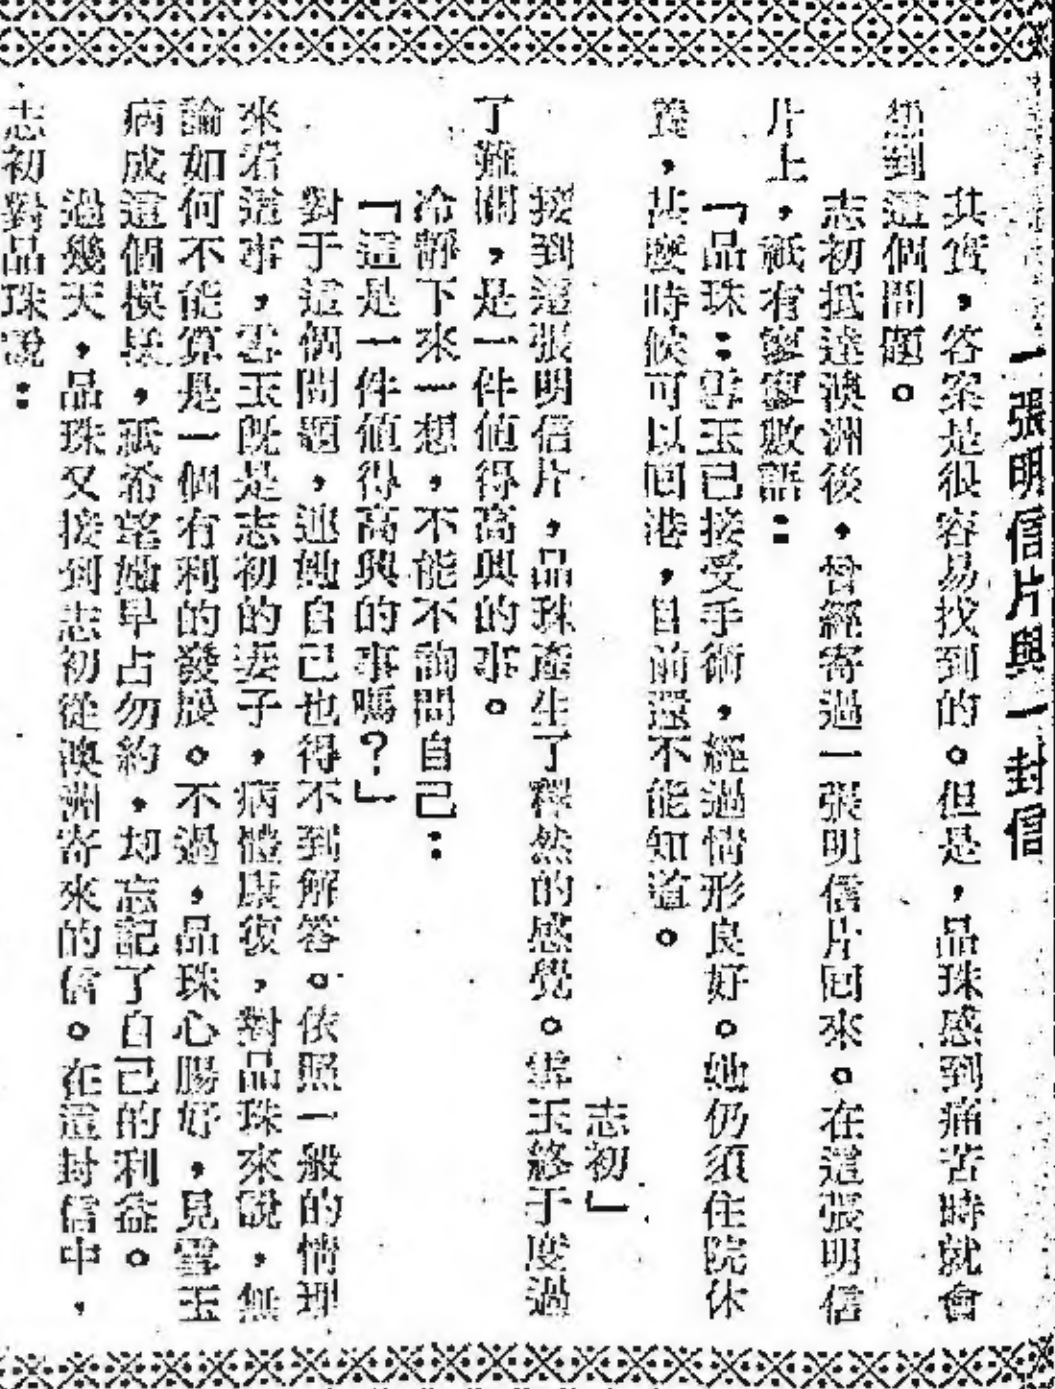 一張明信片與一封信
其實，答案是很容易找到的。但是，品珠感到痛苦時就會
想到這個問題。
志初抵達澳洲後，曾經寄過一張明信片回來。在這張明信
片上，祇有寥寥數語：
「品珠：雪玉已接受手術，經過情形良好。她仍須住院休
養，甚麼時候可以回港，目前還不能知道。
志初」
接到這張明信片，品珠產生了釋然的感覺。雪玉終于度過
了難關，是一件值得高興的事。
冷靜下來一想，不能不詢問自己：
「這是一件值得高興的事嗎？」
對于這個問題，連她自己也得不到解答。依照一般的情理
來看這事，雪玉既是志初的妻子，病體康復，對品珠來說，無
論如何不能算是一個有利的發展。不過，品珠心腸好，見雪玉
病成這個模樣，祇希望她早占勿約，却忘記了自己的利益。
過幾天，品珠又接到志初從澳洲寄來的信。在這封信中，
志初對品珠說：